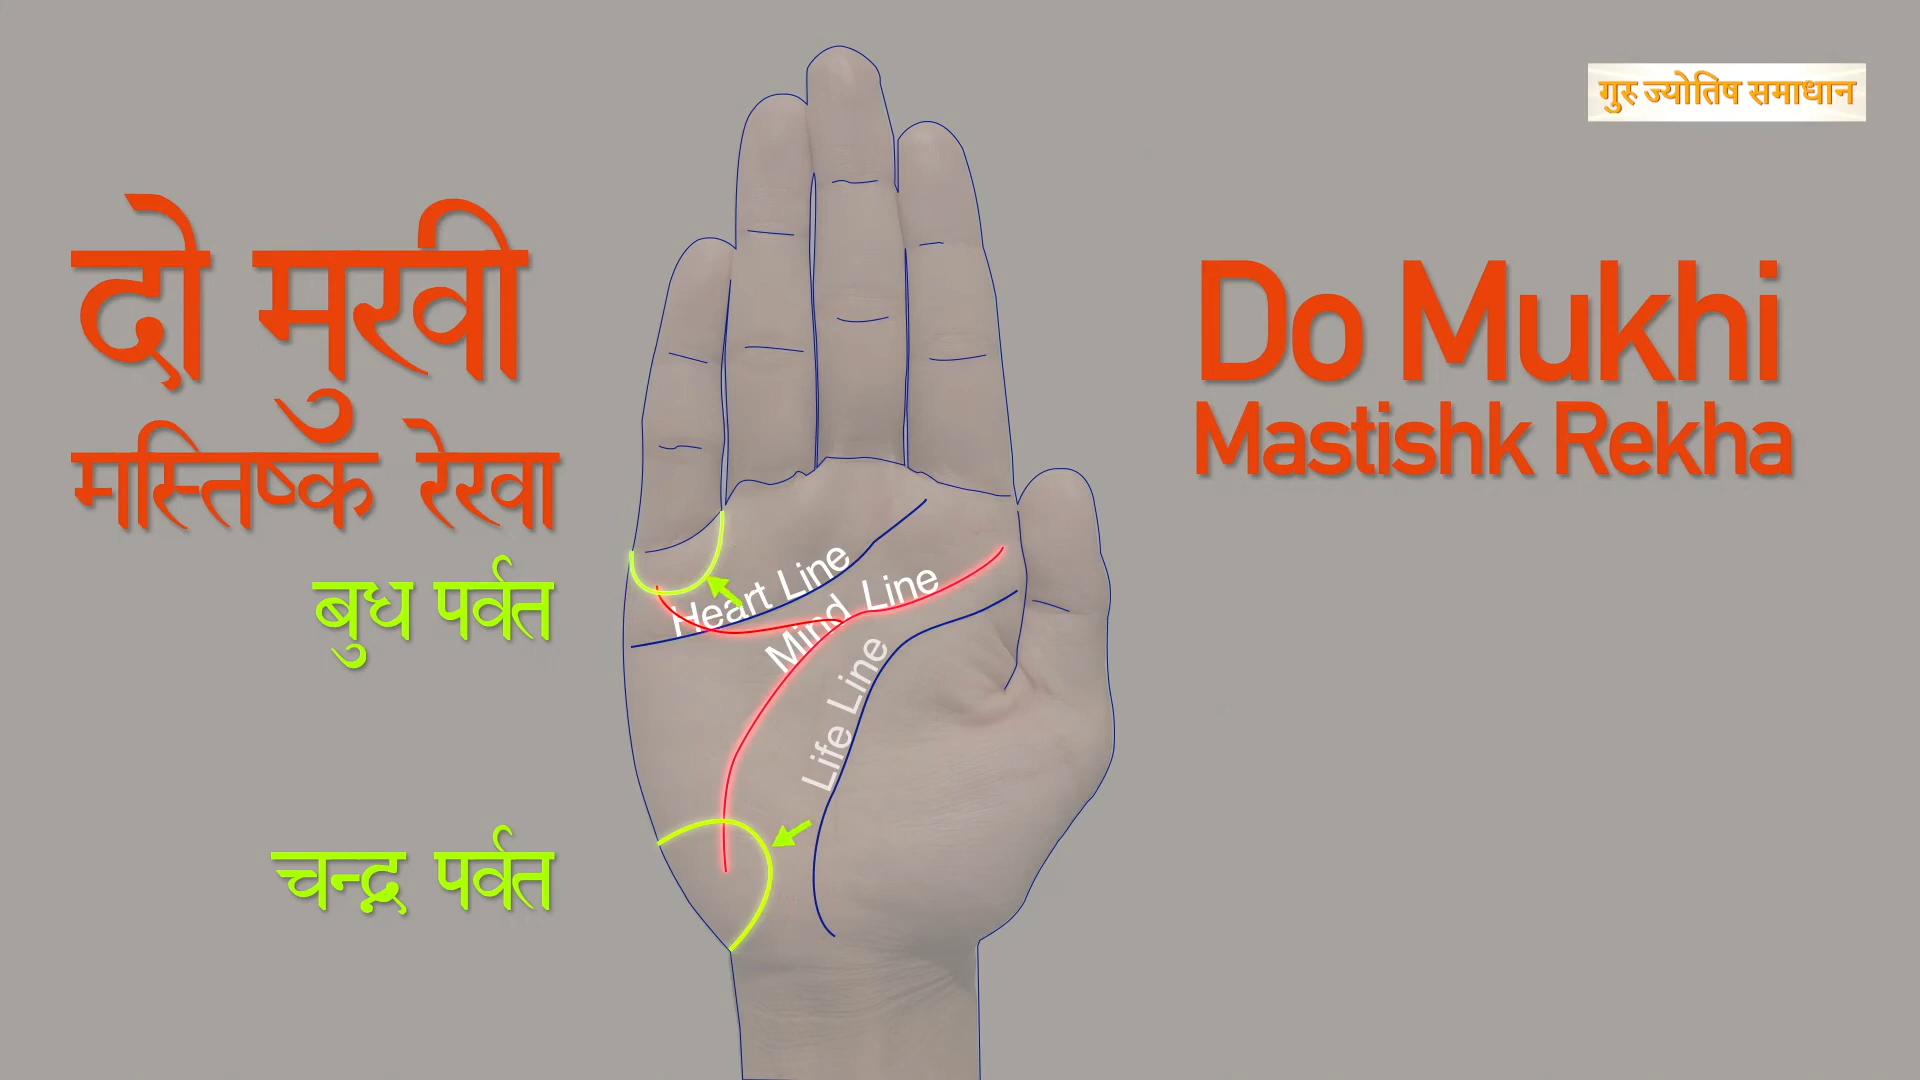 गुरु ज्योतिष समाधान
दो मुखी
मस्तिष्क रेखा
Do Mukhi
Mastishk Rekha
बुध पर्वत
Heart Line
Mind Line
Life Line
चन्द्र पर्वत